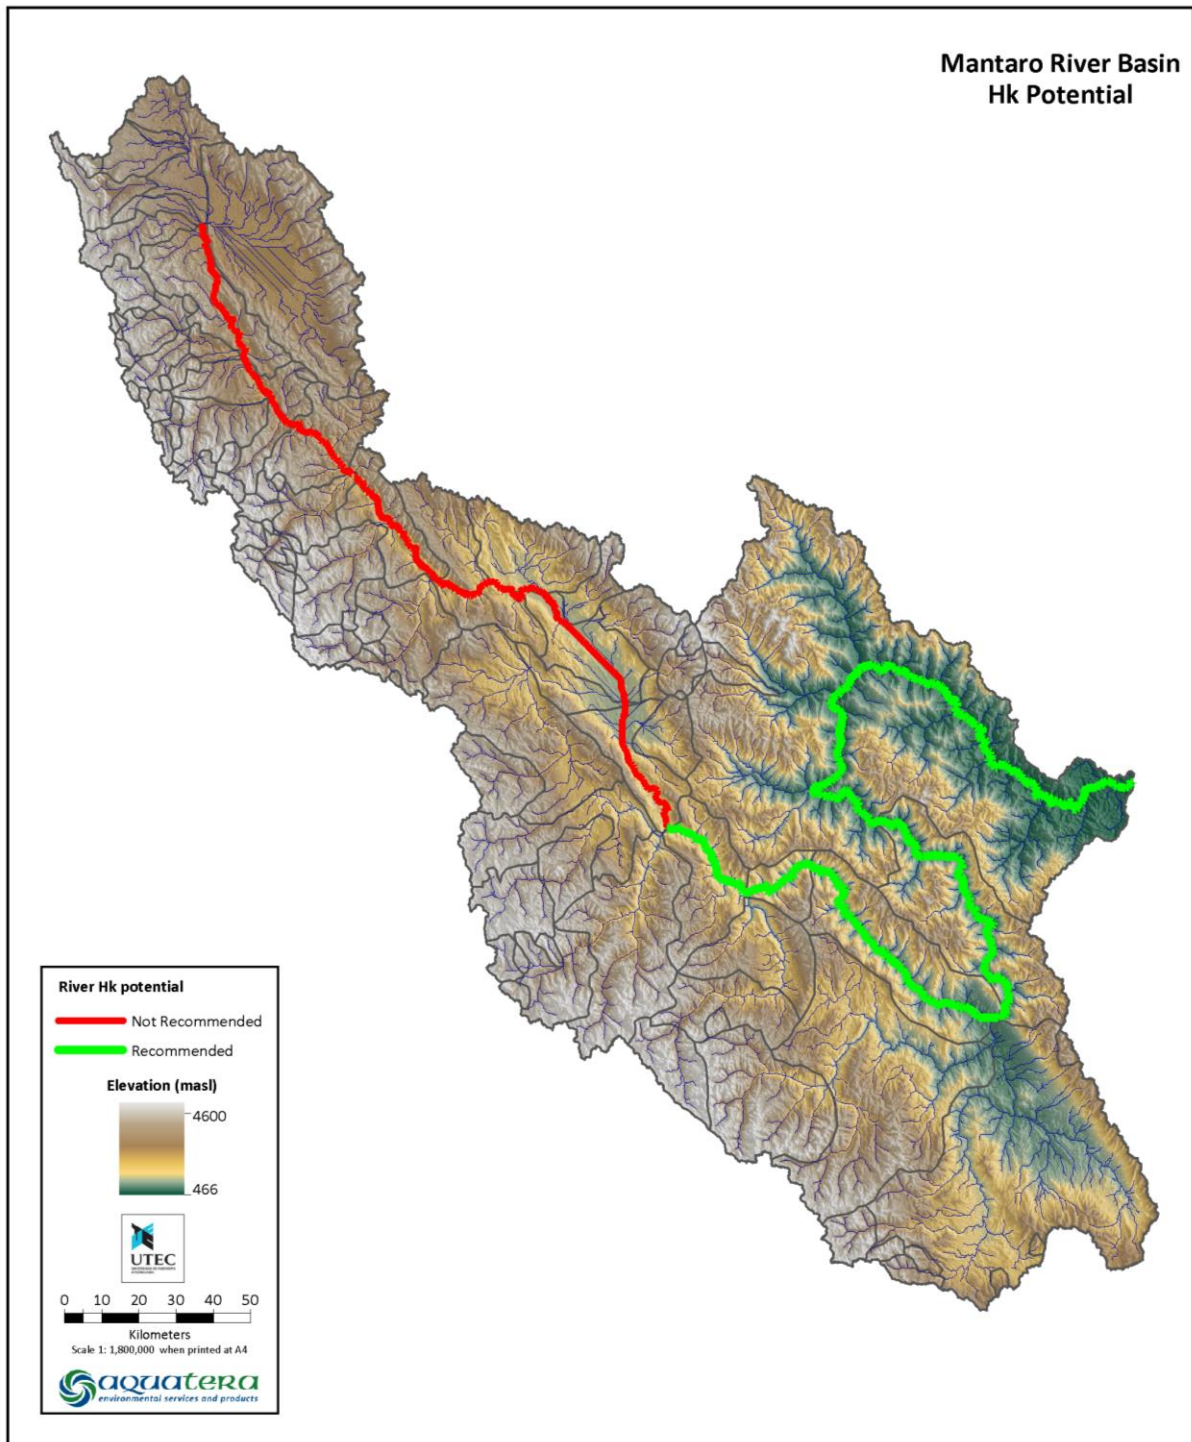 Mantaro River Basin
Hk Potential
River Hk potential
Not Recommended
Recommended
Elevation (masl)
4600
466
UTEC
0 10 20 30 40 50
Kilometers
Scale 1: 1,800,000 when printed at A4
aquatera
environmental services and products